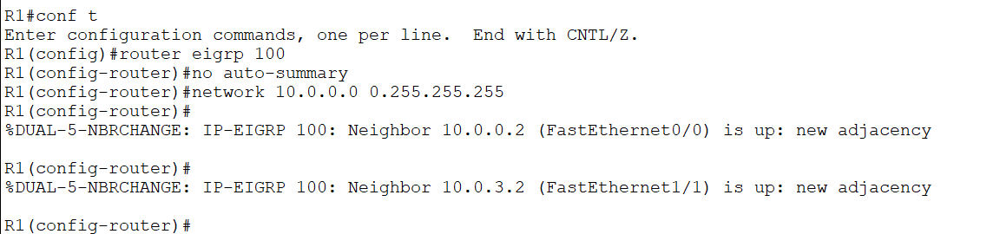 R1#conf t
Enter configuration commands, one per line.  End with CNTL/Z.
R1(config)#router eigrp 100
R1(config-router)#no auto-summary
R1(config-router)#network 10.0.0.0 0.255.255.255
R1(config-router)#
%DUAL-5-NBRCHANGE: IP-EIGRP 100: Neighbor 10.0.0.2 (FastEthernet0/0) is up: new adjacency
R1(config-router)#
%DUAL-5-NBRCHANGE: IP-EIGRP 100: Neighbor 10.0.3.2 (FastEthernet1/1) is up: new adjacency
R1(config-router)#